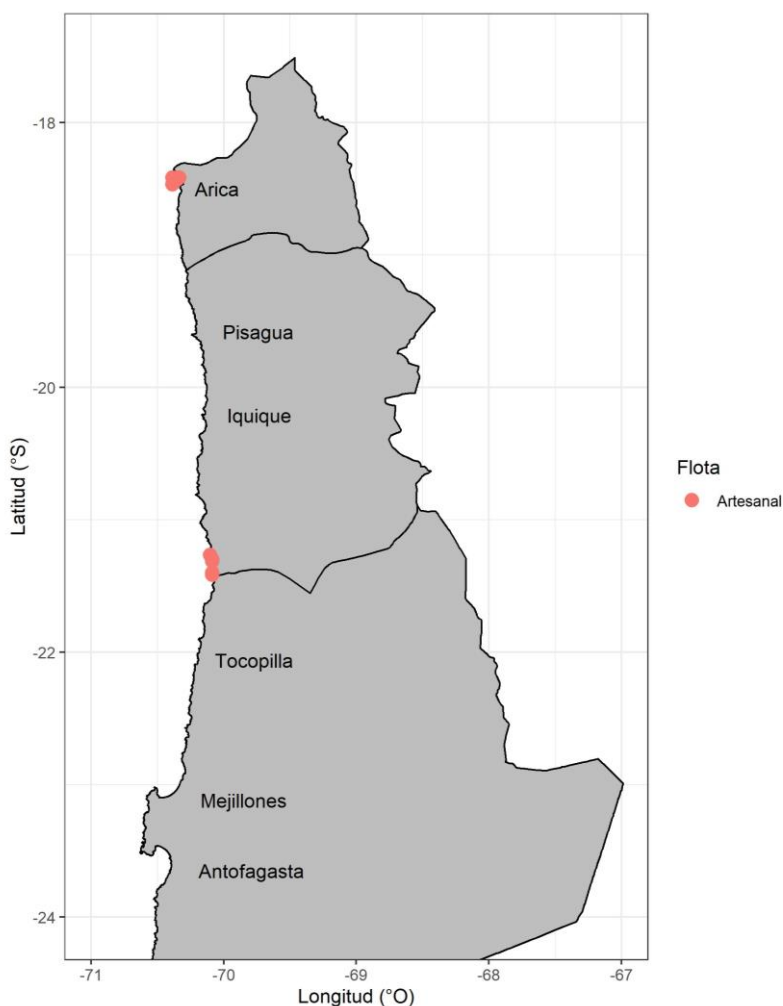 -18
Arica
Pisagua
-20
Iquique
Latitud (°S)
Flota
Artesanal
-22
Tocopilla
Mejillones
Antofagasta
-24
-71 -70 -69 -68 -67
Longitud (°O)